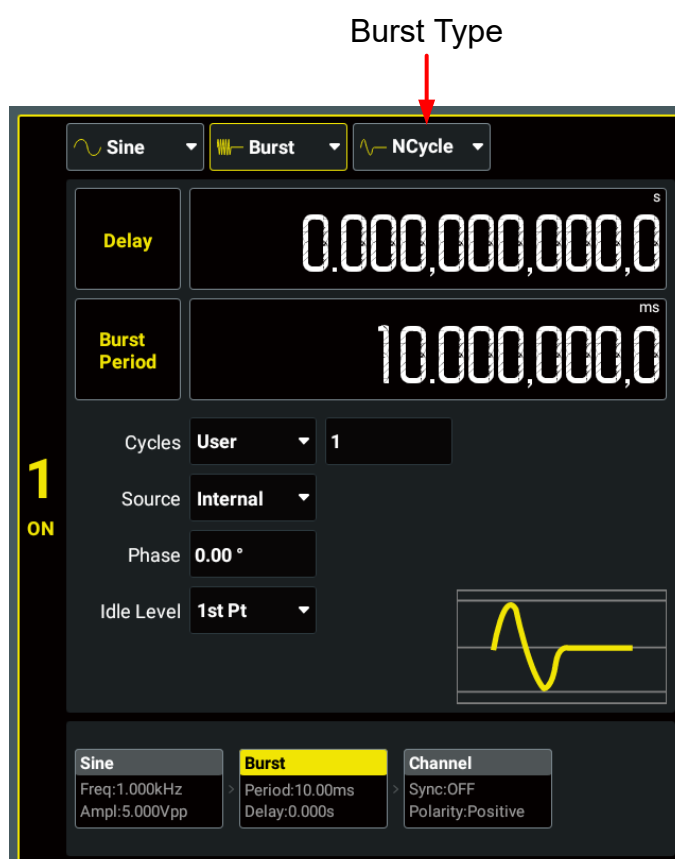 Burst Type
Sine Burst NCycle
s
Delay 0.000,000,000,0
ms
Burst Period 10.000,000,0
Cycles User 1
1
Source Internal
ON
Phase 0.00 °
Idle Level 1st Pt
Sine Burst Channel
Freq:1.000kHz > Period:10.00ms > Sync:OFF
Ampl:5.000Vpp Delay:0.000s Polarity:Positive